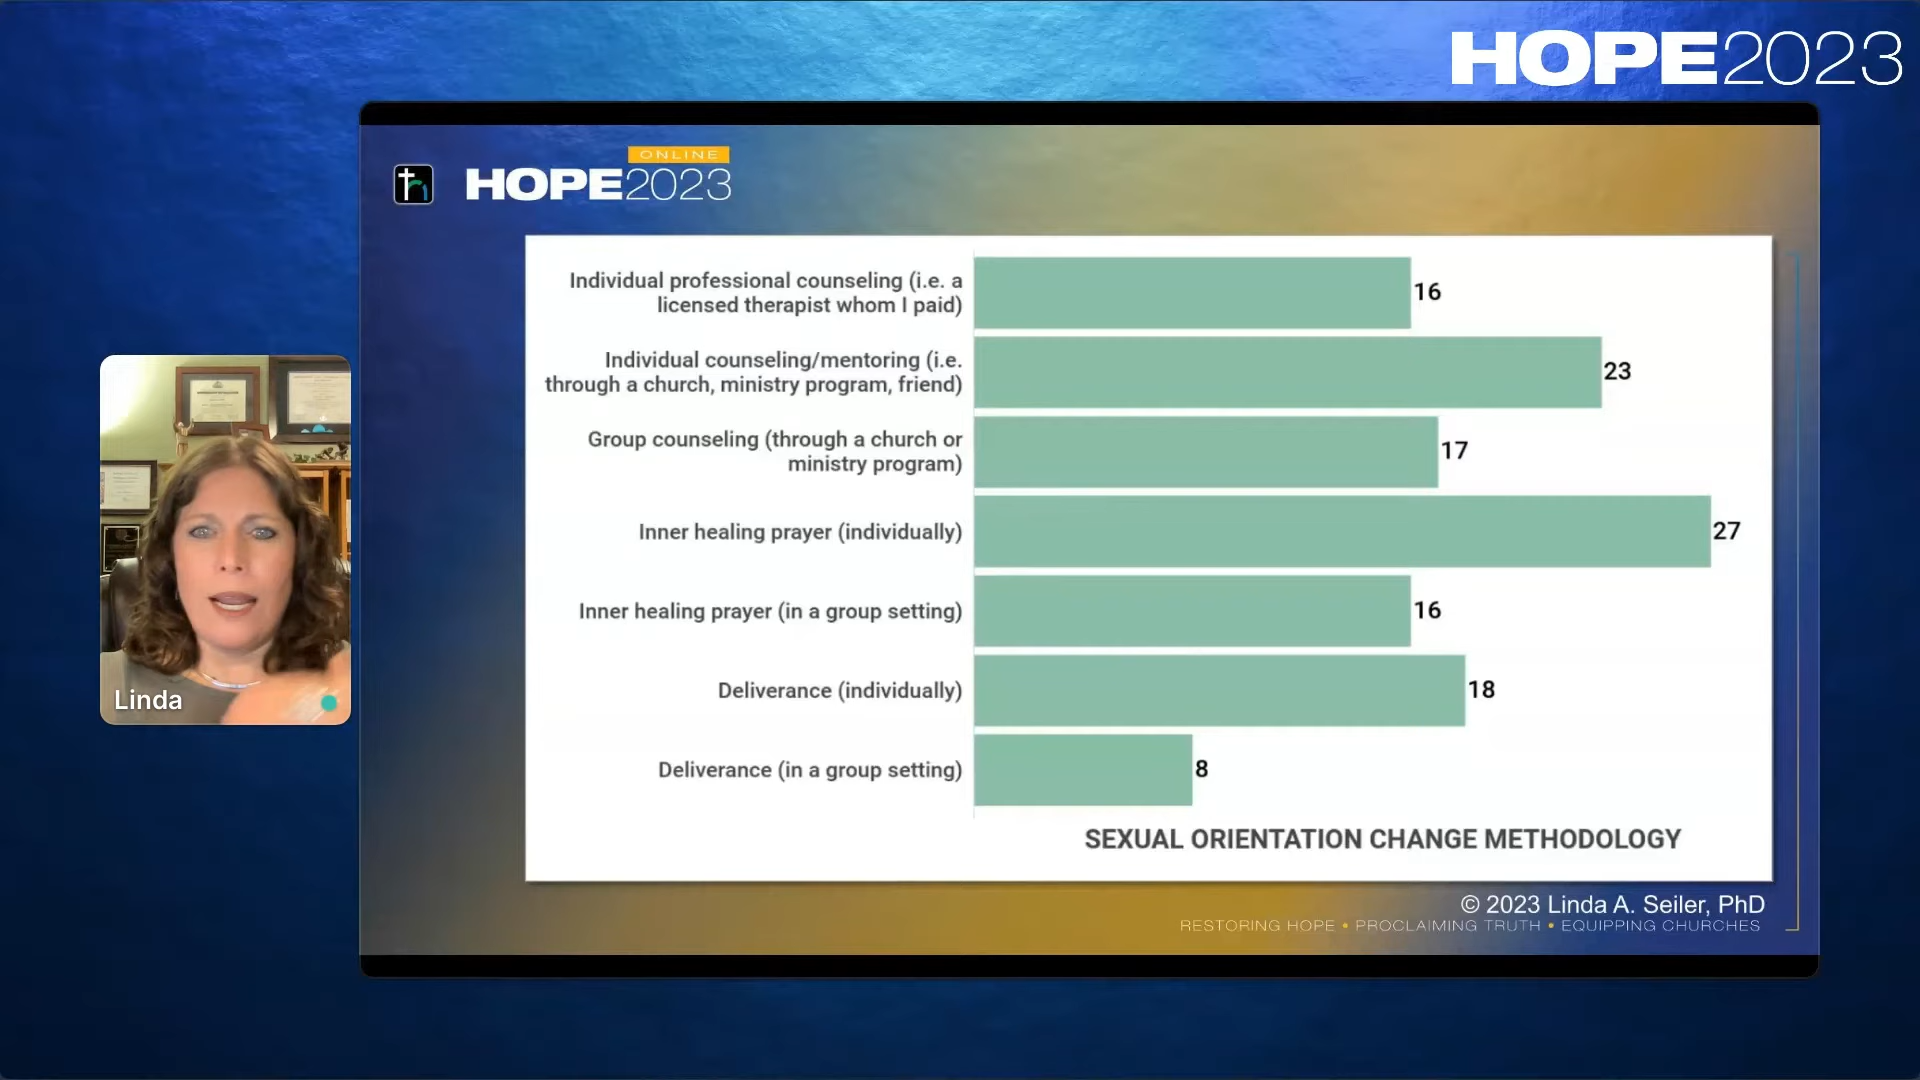 HOPE2023
ONLINE
HOPE2023
Individual professional counseling (i.e. a
licensed therapist whom I paid)
16
Individual counseling/mentoring (i.e.
through a church, ministry program, friend)
23
Group counseling (through a church or
ministry program)
17
Inner healing prayer (individually)
27
Inner healing prayer (in a group setting)
16
Deliverance (individually)
18
Deliverance (in a group setting)
8
SEXUAL ORIENTATION CHANGE METHODOLOGY
© 2023 Linda A. Seiler, PhD
RESTORING HOPE • PROCLAIMING TRUTH • EQUIPPING CHURCHES
Linda